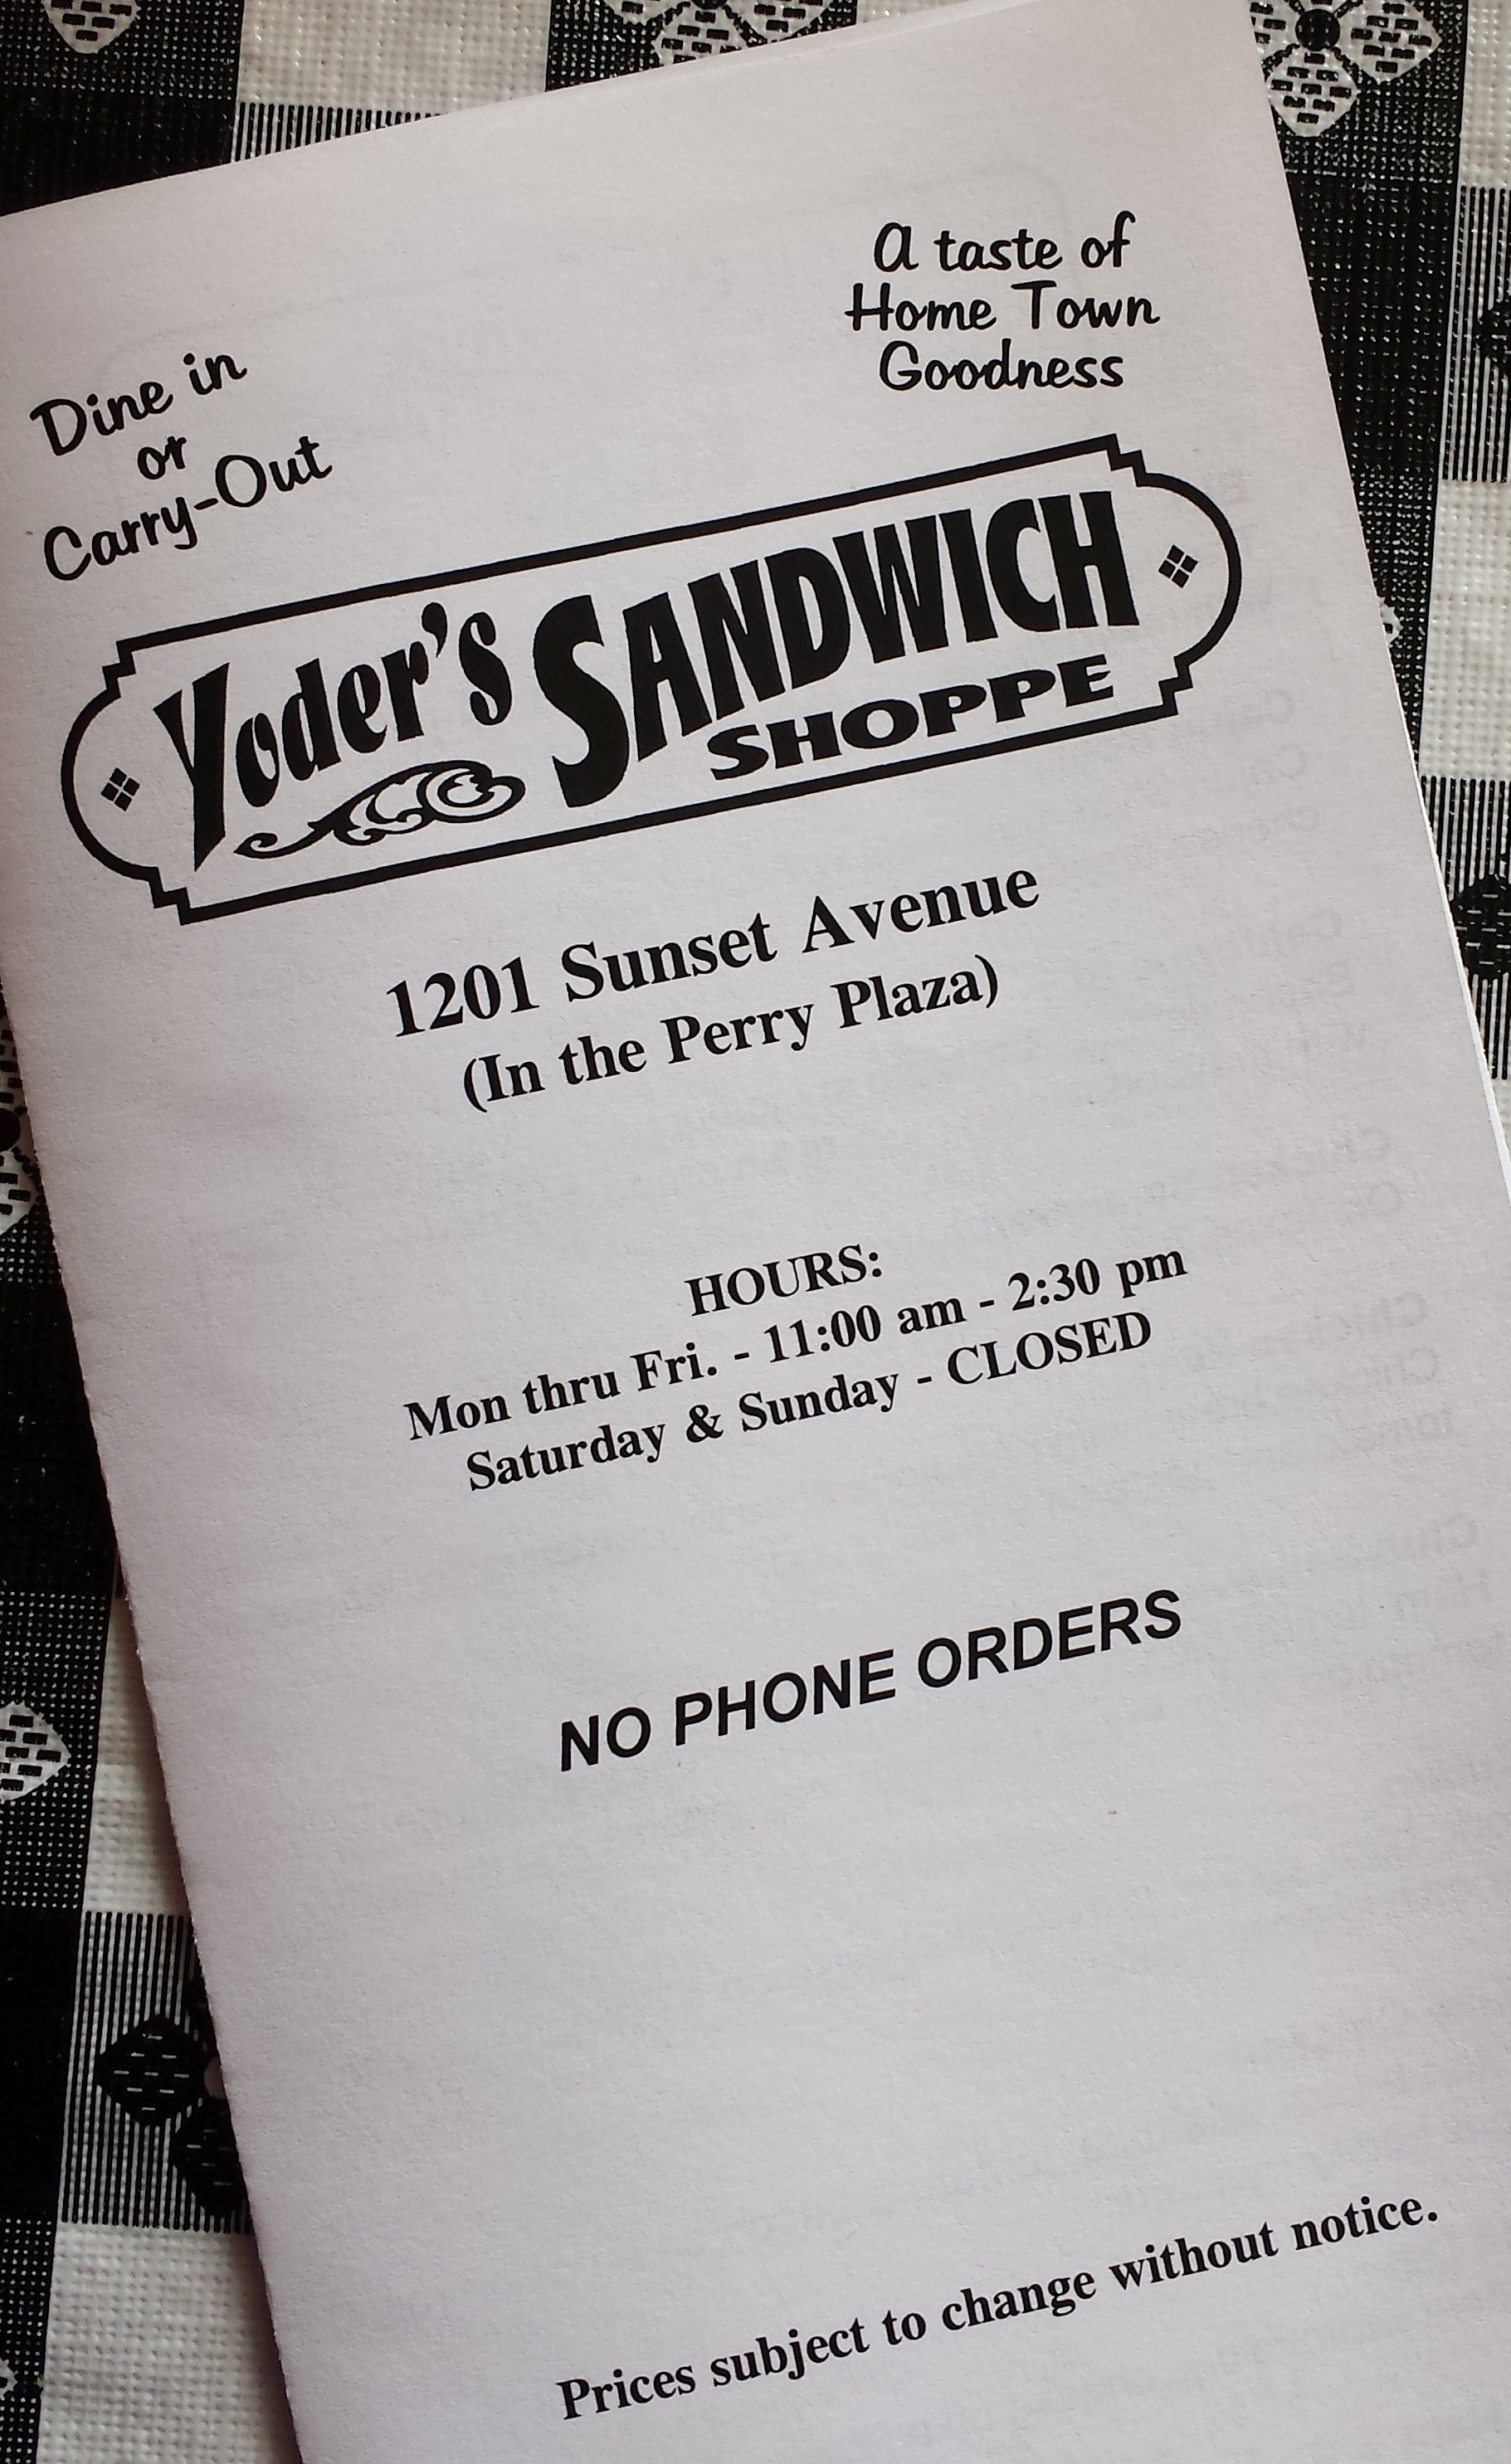 A taste of
Home Town
Goodness
Dine in
or
Carry-Out
Yoder's SANDWICH
SHOPPE
1201 Sunset Avenue
(In the Perry Plaza)
HOURS:
Mon thru Fri. - 11:00 am - 2:30 pm
Saturday & Sunday - CLOSED
NO PHONE ORDERS
Prices subject to change without notice.